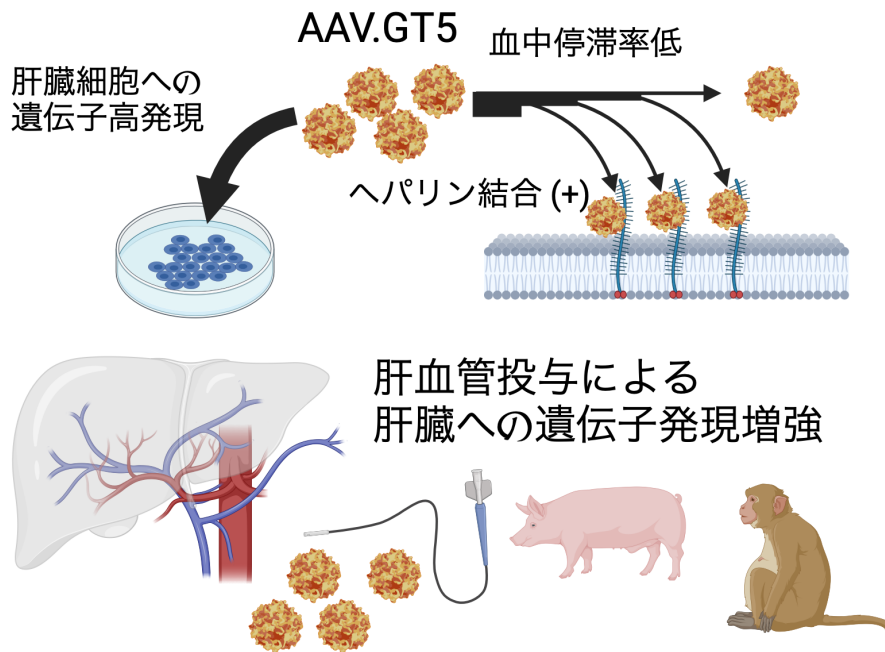 AAV.GT5
血中停滞率低
肝臓細胞への
遺伝子高発現
ヘパリン結合 (+)
肝血管投与による
肝臓への遺伝子発現増強